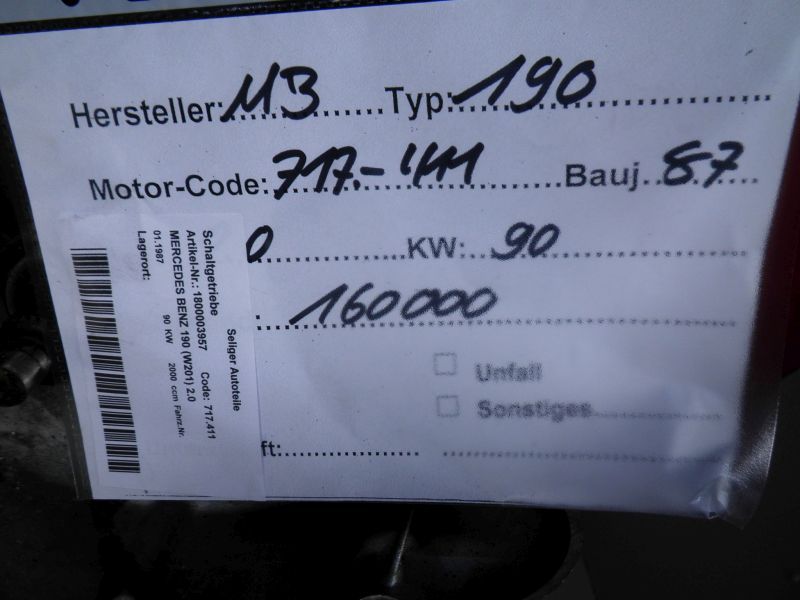 Hersteller: MB Typ: 190
Motor-Code: 717.-411 Bauj. 87
0 KW: 90
160000
Unfall
Sonstiges
ft:
Seliger Autoteile
Schaltgetriebe
Artikel-Nr.: 1800003957 Code: 717.411
MERCEDES BENZ 190 (W201) 2.0
01.1987 90 KW 2000 ccm Fahrz.Nr.
Lagerort: